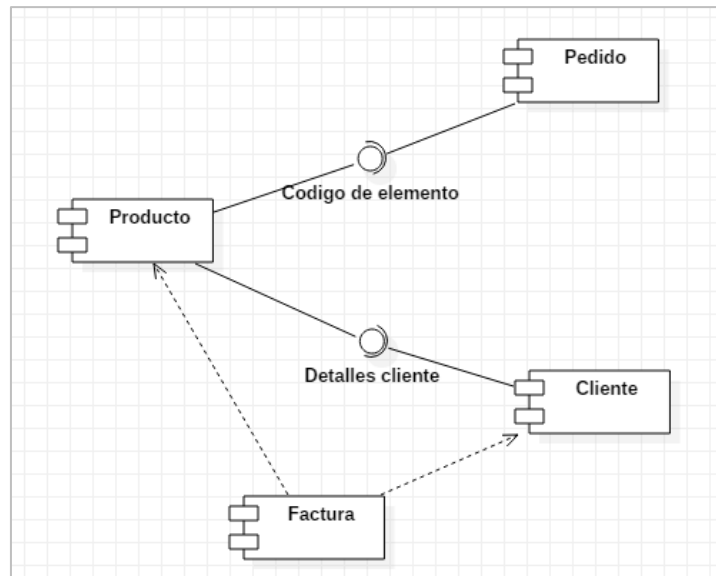 Pedido
Codigo de elemento
Producto
Detalles cliente
Cliente
Factura